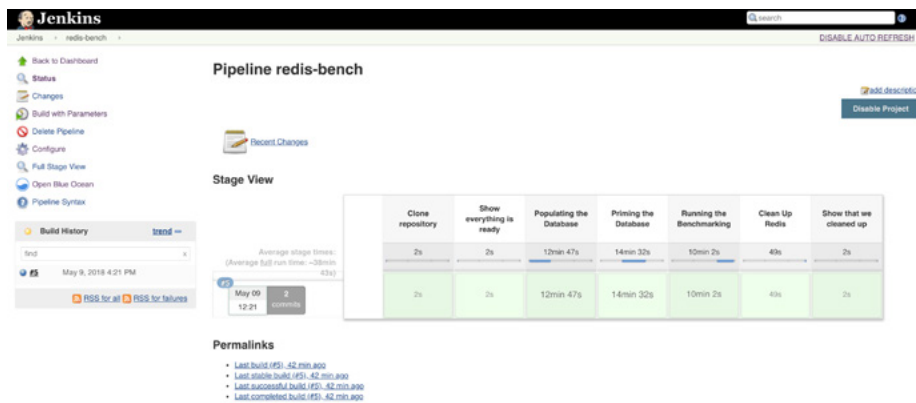 Jenkins
search
Jenkins
redis-bench
DISABLE AUTO REFRESH
Back to Dashboard
Status
Changes
Build with Parameters
Delete Pipeline
Configure
Full Stage View
Open Blue Ocean
Pipeline Syntax
Build History
trend
find
x
#5
May 9, 2018 4:21 PM
RSS for all
RSS for failures
Pipeline redis-bench
add descriptio
Disable Project
Recent Changes
Stage View
Clone
repository
Show
everything is
ready
Populating the
Database
Priming the
Database
Running the
Benchmarking
Clean Up
Redis
Show that we
cleaned up
Average stage times:
(Average full run time: ~38min
43s)
2s
2s
12min 47s
14min 32s
10min 2s
49s
2s
#5
May 09
12:21
2
commits
2s
2s
12min 47s
14min 32s
10min 2s
49s
2s
Permalinks
Last build (#5), 42 min ago
Last stable build (#5), 42 min ago
Last successful build (#5), 42 min ago
Last completed build (#5), 42 min ago